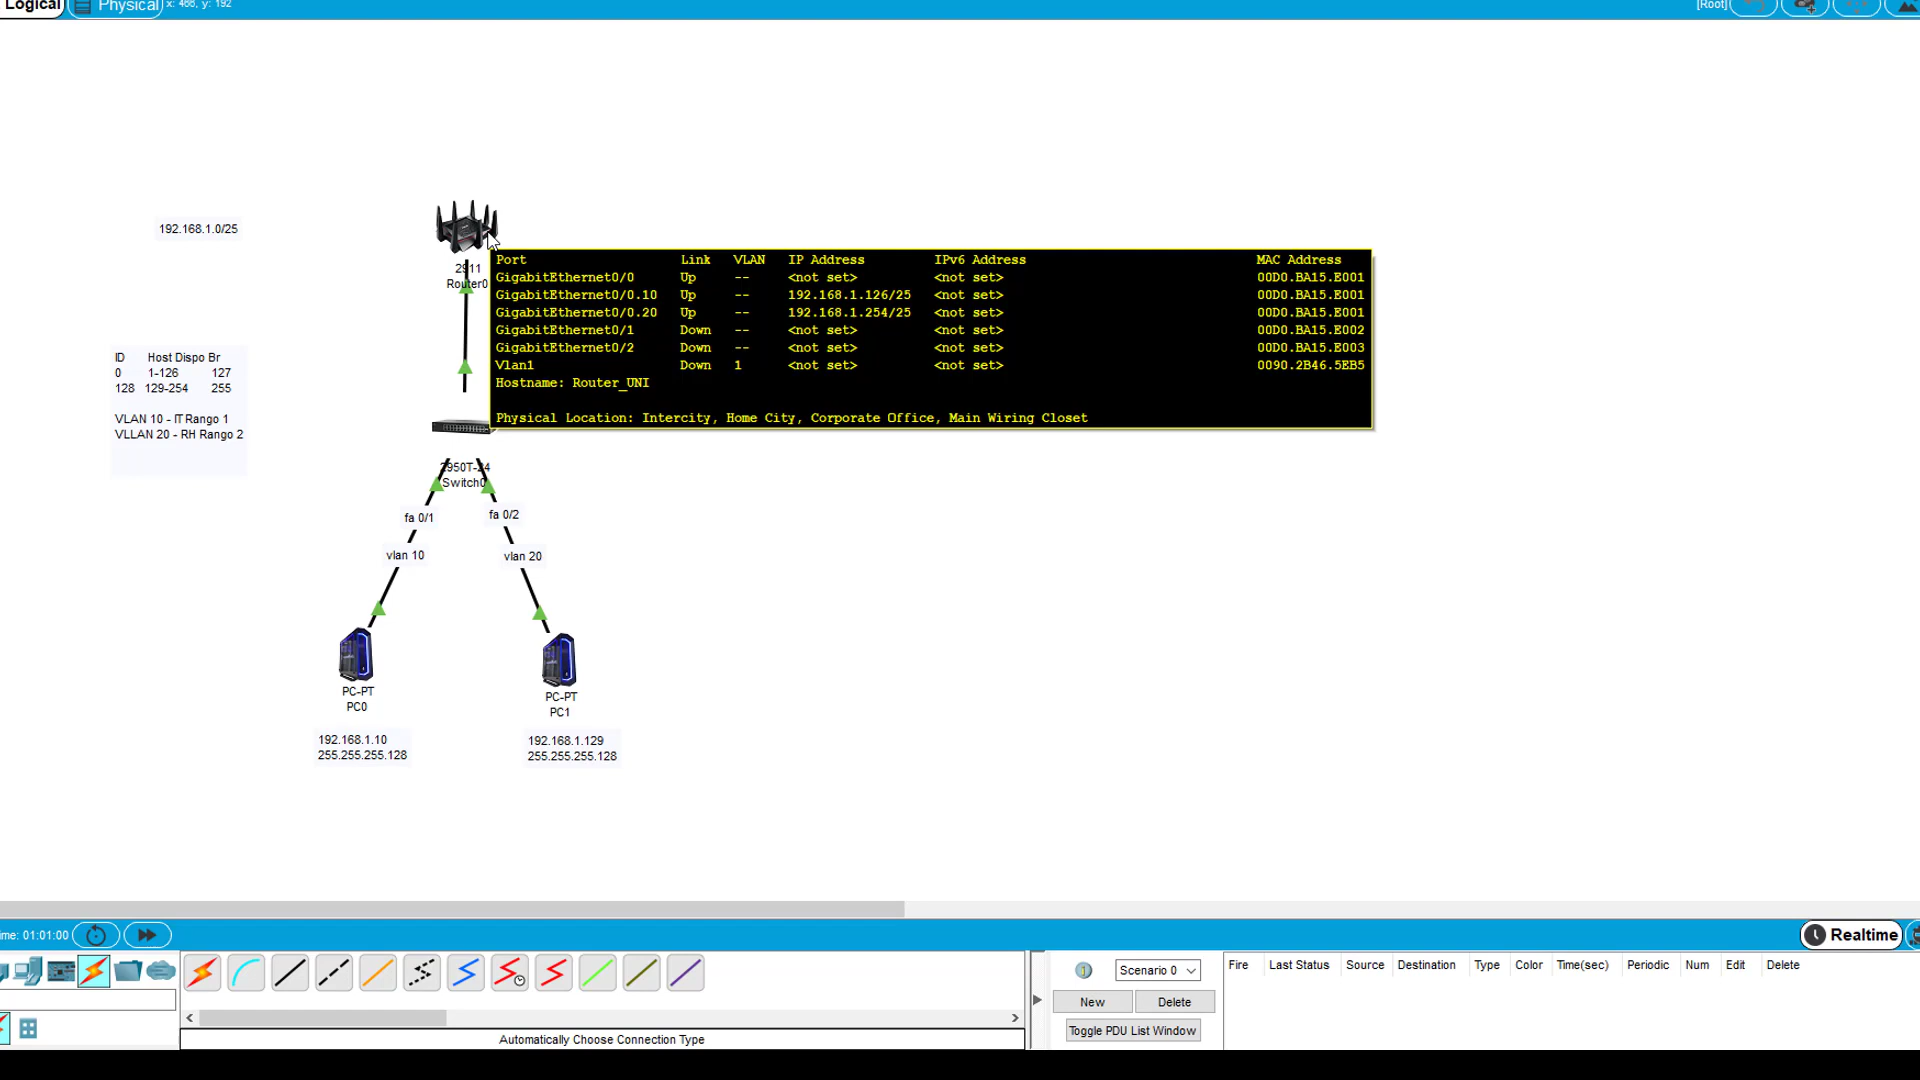 Logical Physical x: 466, y: 192 [Root]
192.168.1.0/25
2911
Router0
Port Link VLAN IP Address IPv6 Address MAC Address
GigabitEthernet0/0 Up -- <not set> <not set> 00D0.BA15.E001
GigabitEthernet0/0.10 Up -- 192.168.1.126/25 <not set> 00D0.BA15.E001
GigabitEthernet0/0.20 Up -- 192.168.1.254/25 <not set> 00D0.BA15.E001
GigabitEthernet0/1 Down -- <not set> <not set> 00D0.BA15.E002
GigabitEthernet0/2 Down -- <not set> <not set> 00D0.BA15.E003
Vlan1 Down 1 <not set> <not set> 0090.2B46.5EB5
Hostname: Router_UNI
Physical Location: Intercity, Home City, Corporate Office, Main Wiring Closet
ID Host Dispo Br
0 1-126 127
128 129-254 255
VLAN 10 - IT Rango 1
VLLAN 20 - RH Rango 2
2950T-24
Switch0
fa 0/1 fa 0/2
vlan 10 vlan 20
PC-PT
PC0
PC-PT
PC1
192.168.1.10
255.255.255.128
192.168.1.129
255.255.255.128
ime: 01:01:00 Realtime
Scenario 0
New Delete
Toggle PDU List Window
Fire Last Status Source Destination Type Color Time(sec) Periodic Num Edit Delete
Automatically Choose Connection Type